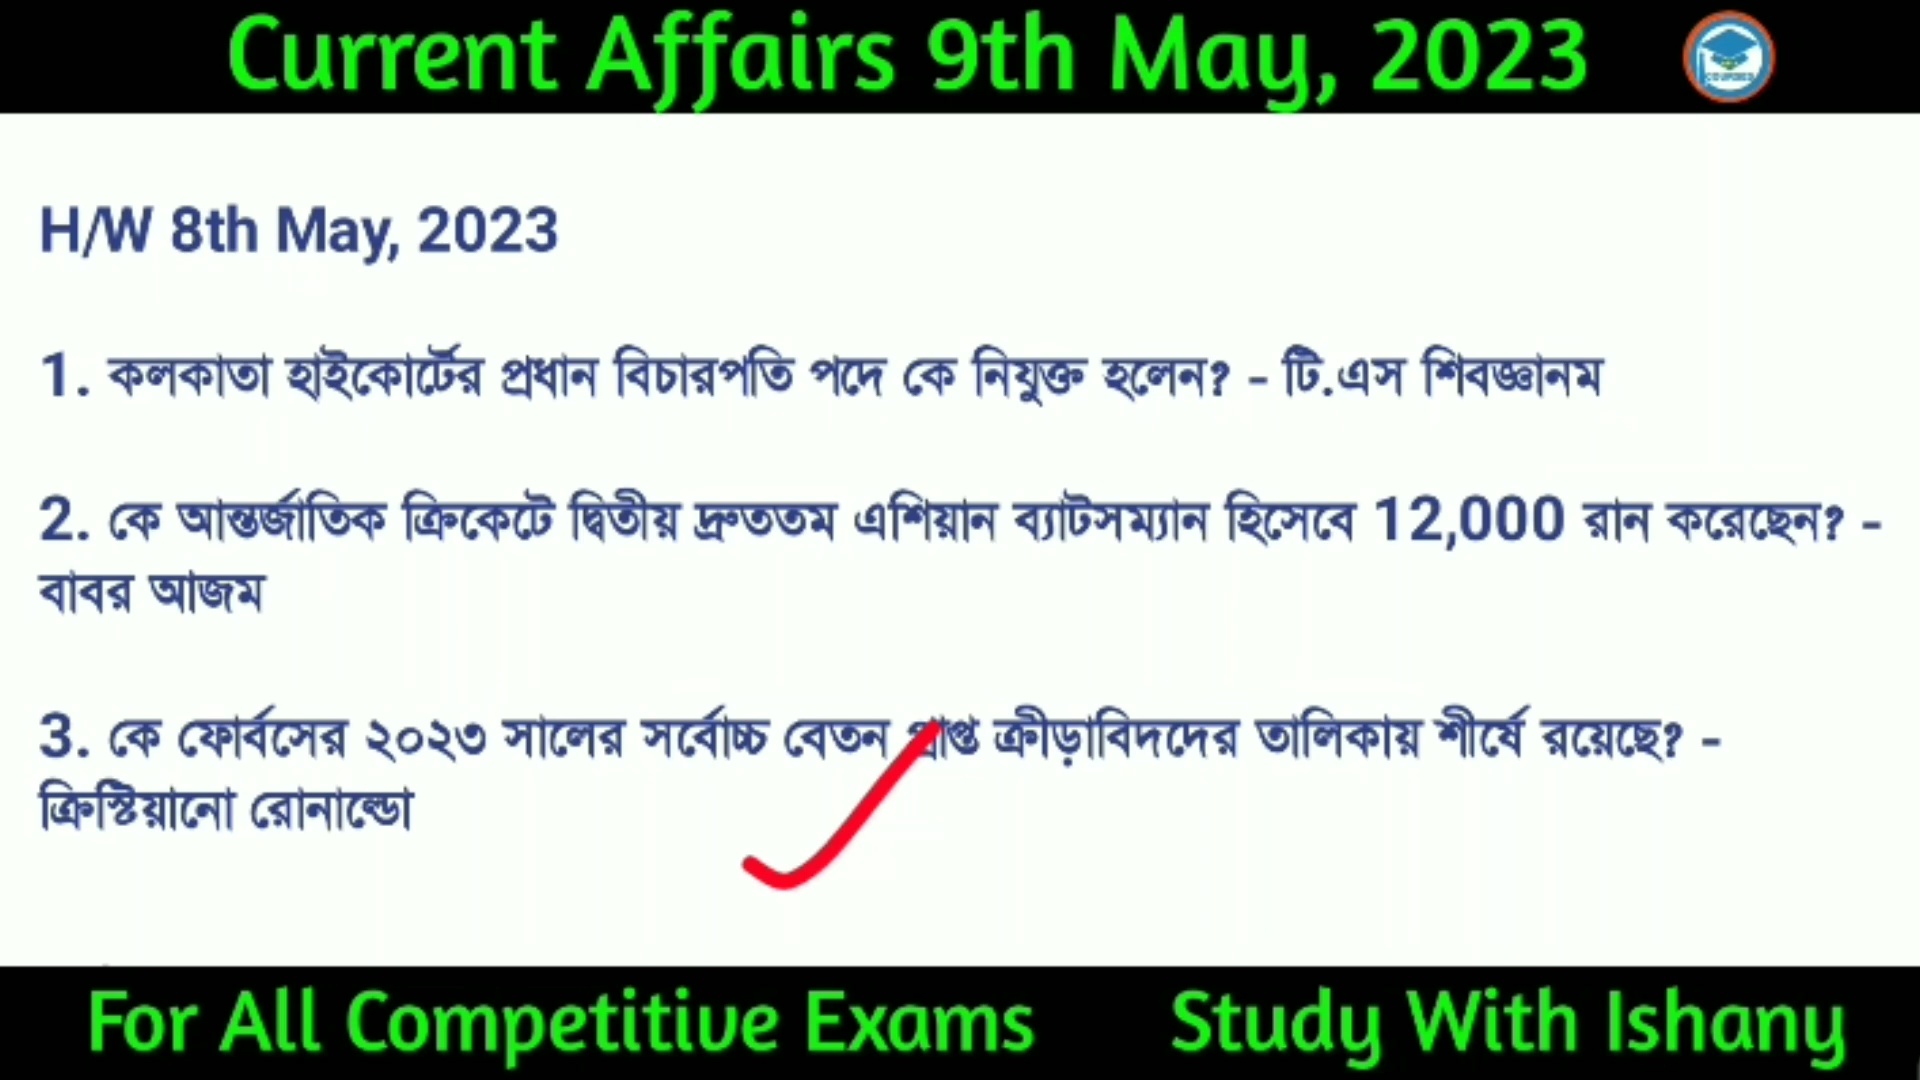 Current Affairs 9th May, 2023
H/W 8th May, 2023
1. কলকাতা হাইকোর্টের প্রধান বিচারপতি পদে কে নিযুক্ত হলেন? - টি.এস শিবজ্ঞানম
2. কে আন্তর্জাতিক ক্রিকেটে দ্বিতীয় দ্রুততম এশিয়ান ব্যাটসম্যান হিসেবে 12,000 রান করেছেন? -
বাবর আজম
3. কে ফোর্বসের ২০২৩ সালের সর্বোচ্চ বেতন প্রাপ্ত ক্রীড়াবিদদের তালিকায় শীর্ষে রয়েছে? -
ক্রিস্টিয়ানো রোনাল্ডো
For All Competitive Exams Study With Ishany